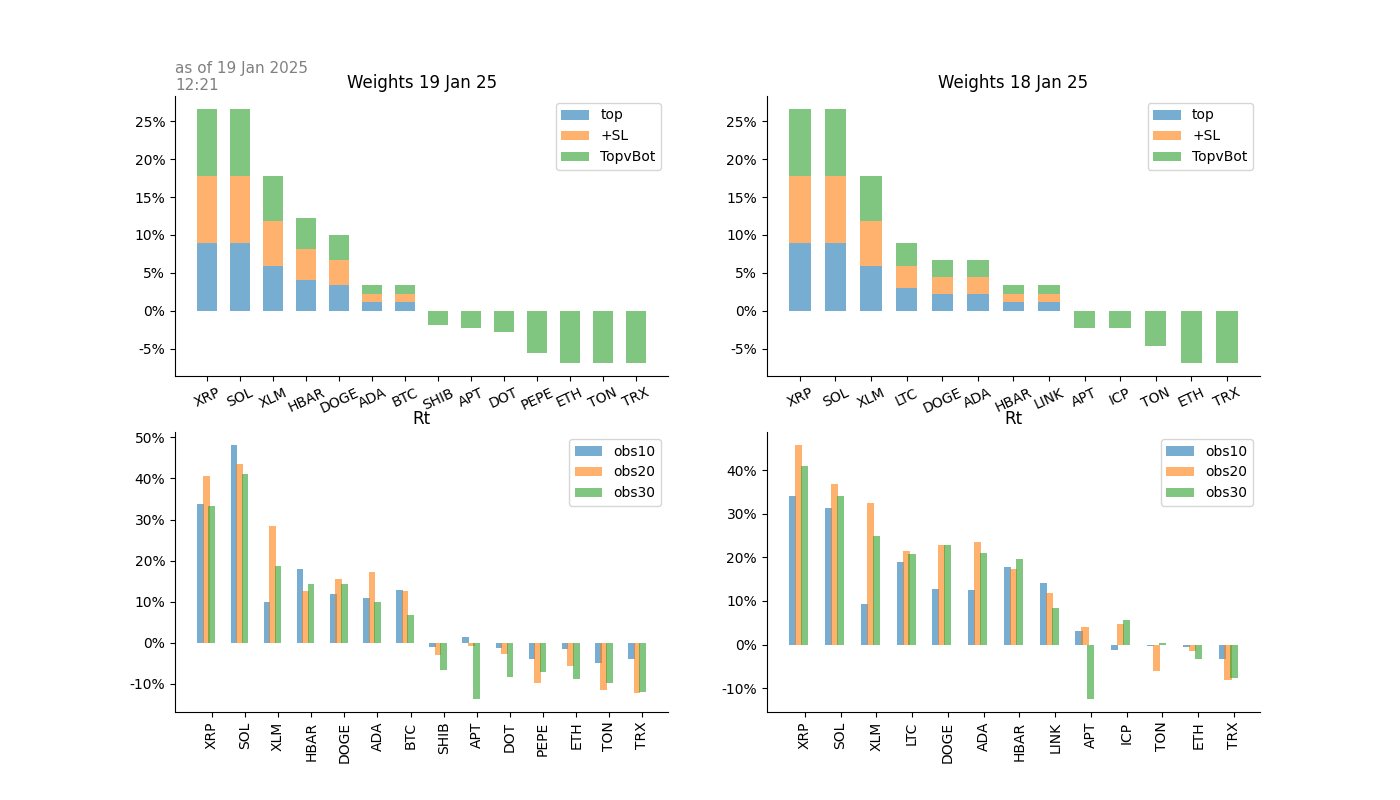 as of 19 Jan 2025
12:21
Weights 19 Jan 25
25%
20%
15%
10%
5%
0%
-5%
top
+SL
TopvBot
XRP SOL XLM HBAR DOGE ADA BTC SHIB APT DOT PEPE ETH TON TRX
Weights 18 Jan 25
25%
20%
15%
10%
5%
0%
-5%
top
+SL
TopvBot
XRP SOL XLM LTC DOGE ADA HBAR LINK APT ICP TON ETH TRX
Rt
50%
40%
30%
20%
10%
0%
-10%
obs10
obs20
obs30
XRP SOL XLM HBAR DOGE ADA BTC SHIB APT DOT PEPE ETH TON TRX
Rt
40%
30%
20%
10%
0%
-10%
obs10
obs20
obs30
XRP SOL XLM LTC DOGE ADA HBAR LINK APT ICP TON ETH TRX